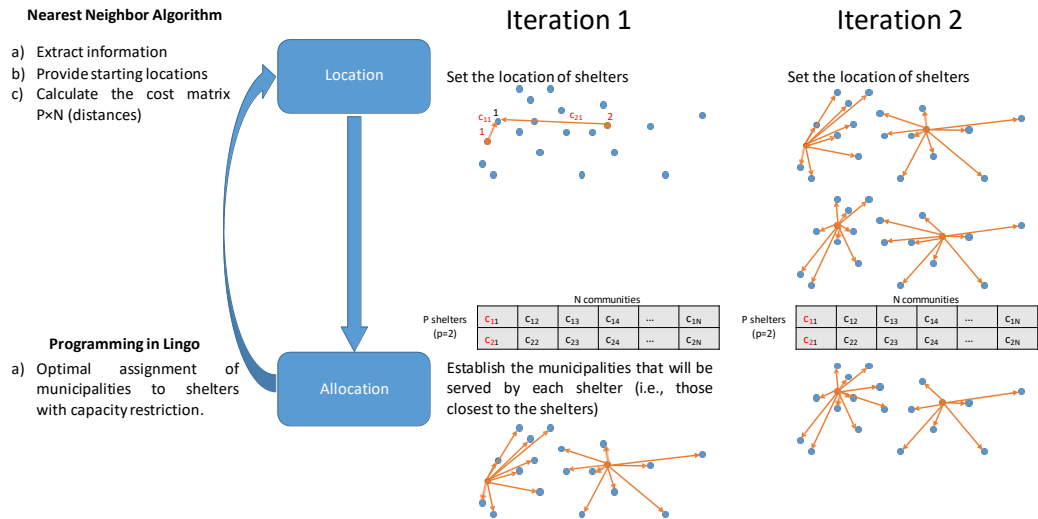 Nearest Neighbor Algorithm
a) Extract information
b) Provide starting locations
c) Calculate the cost matrix
P×N (distances)
Location
Programming in Lingo
a) Optimal assignment of
municipalities to shelters
with capacity restriction.
Allocation
Iteration 1
Set the location of shelters
c11
1
1
c21
2
N communities
P shelters
(p=2)
c11 c12 c13 c14 ... c1N
c21 c22 c23 c24 ... c2N
Establish the municipalities that will be
served by each shelter (i.e., those
closest to the shelters)
Iteration 2
Set the location of shelters
N communities
P shelters
(p=2)
c11 c12 c13 c14 ... c1N
c21 c22 c23 c24 ... c2N